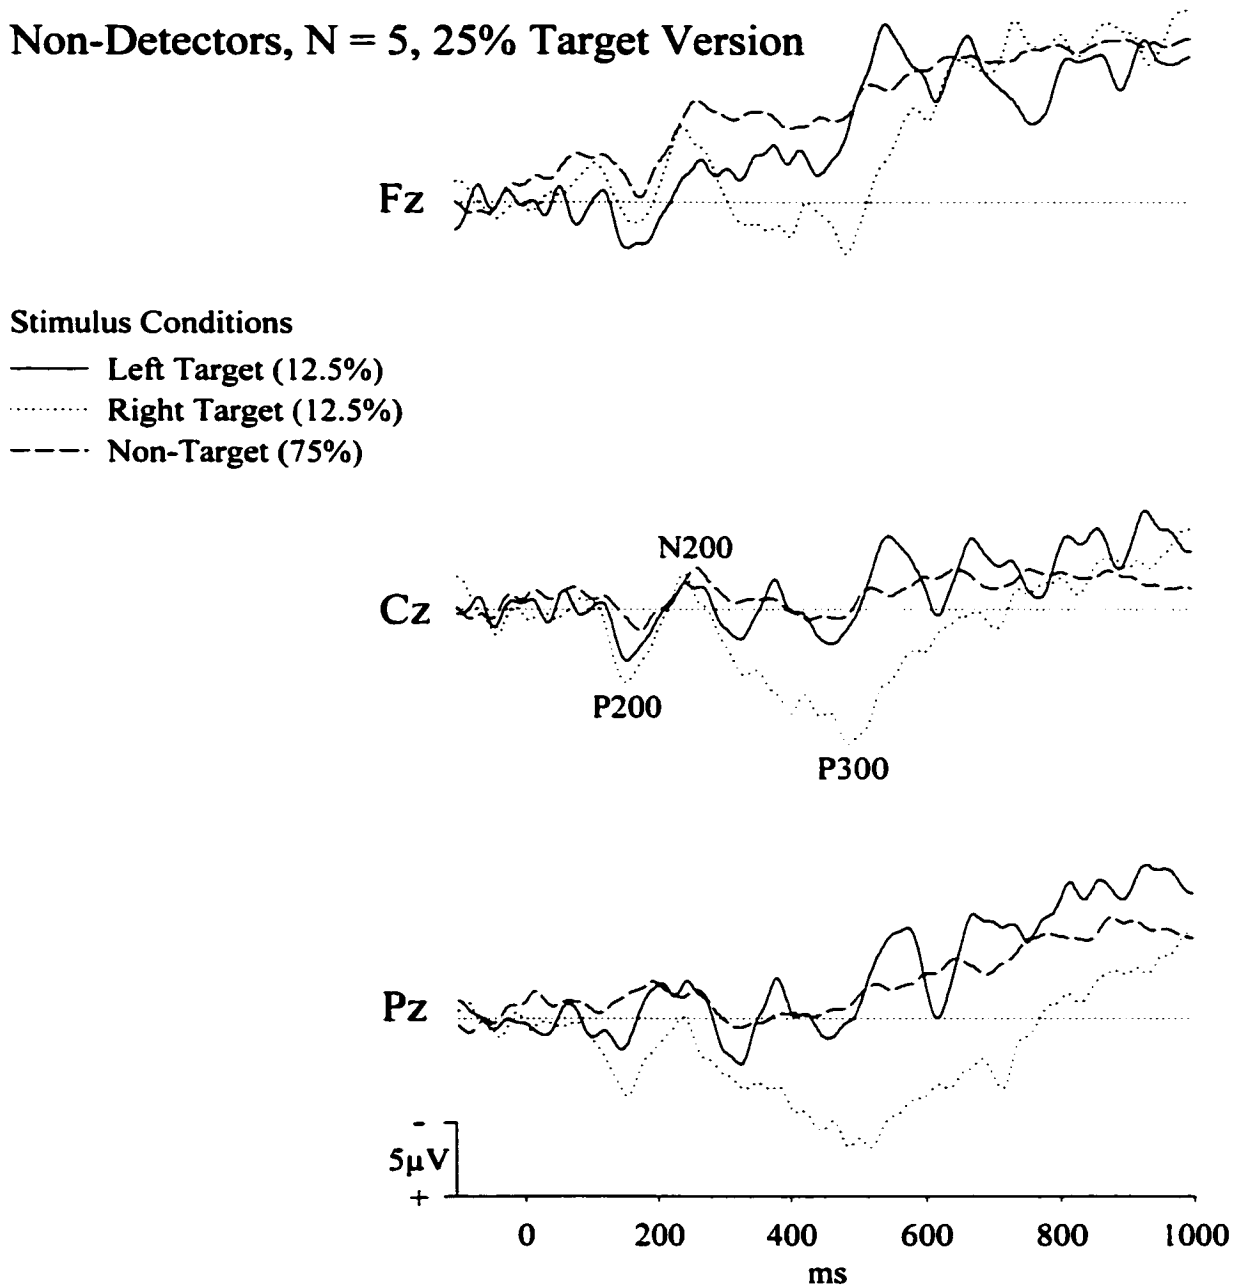 Non-Detectors, N = 5, 25% Target Version
Fz
Stimulus Conditions
Left Target (12.5%)
Right Target (12.5%)
Non-Target (75%)
N200
Cz
P200
P300
Pz
-
5µV
+
0 200 400 600 800 1000
ms